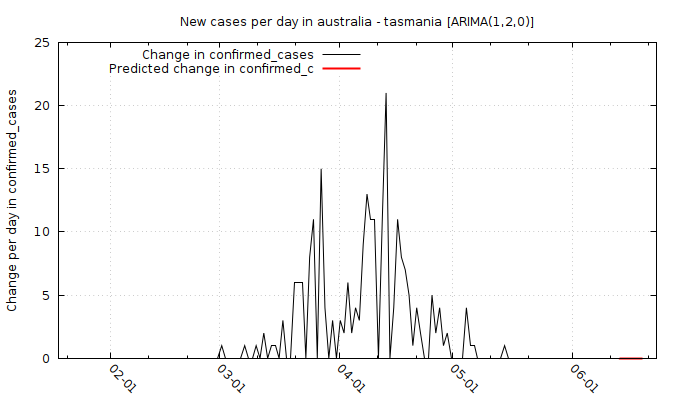 New cases per day in australia - tasmania [ARIMA(1,2,0)]
Change in confirmed_cases
Predicted change in confirmed_c
Change per day in confirmed_cases
25
20
15
10
5
0
02-01
03-01
04-01
05-01
06-01